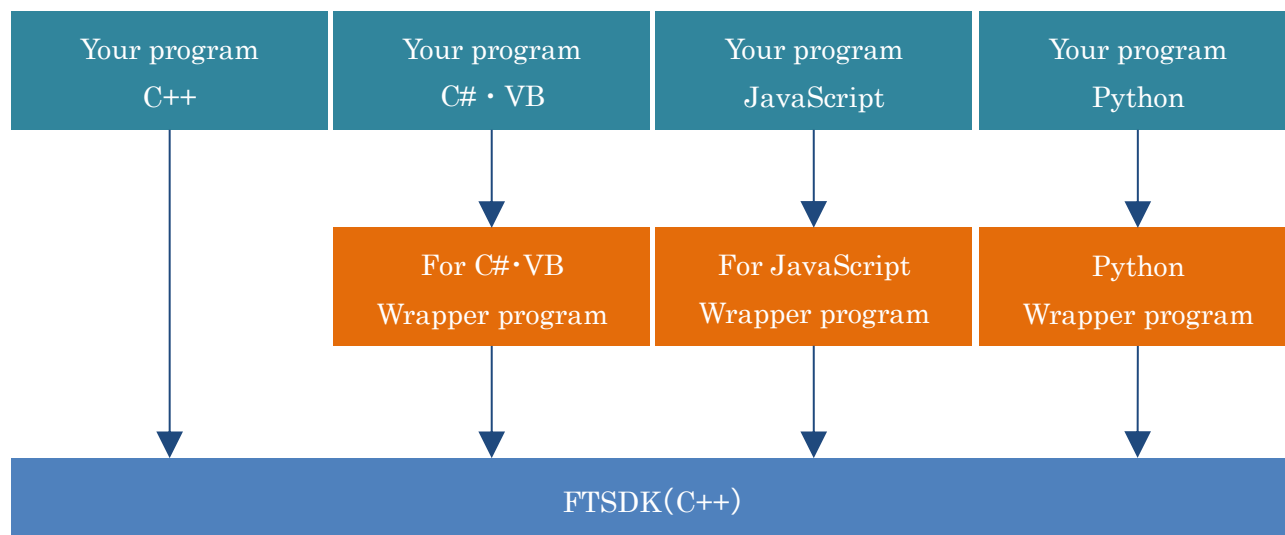 Your program
C++
Your program
C#・VB
Your program
JavaScript
Your program
Python
For C#・VB
Wrapper program
For JavaScript
Wrapper program
Python
Wrapper program
FTSDK(C++)